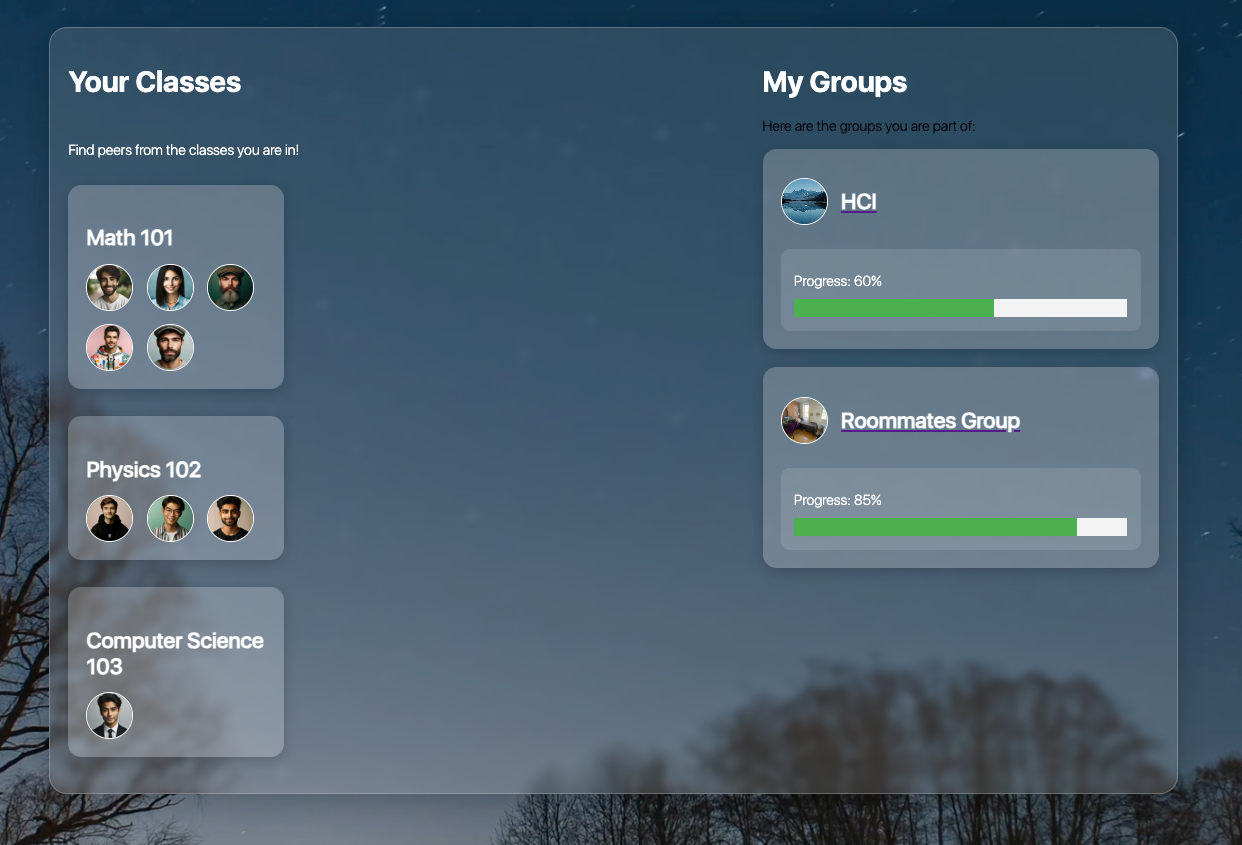 Your Classes
Find peers from the classes you are in!
Math 101
Physics 102
Computer Science
103
My Groups
Here are the groups you are part of:
HCI
Progress: 60%
Roommates Group
Progress: 85%